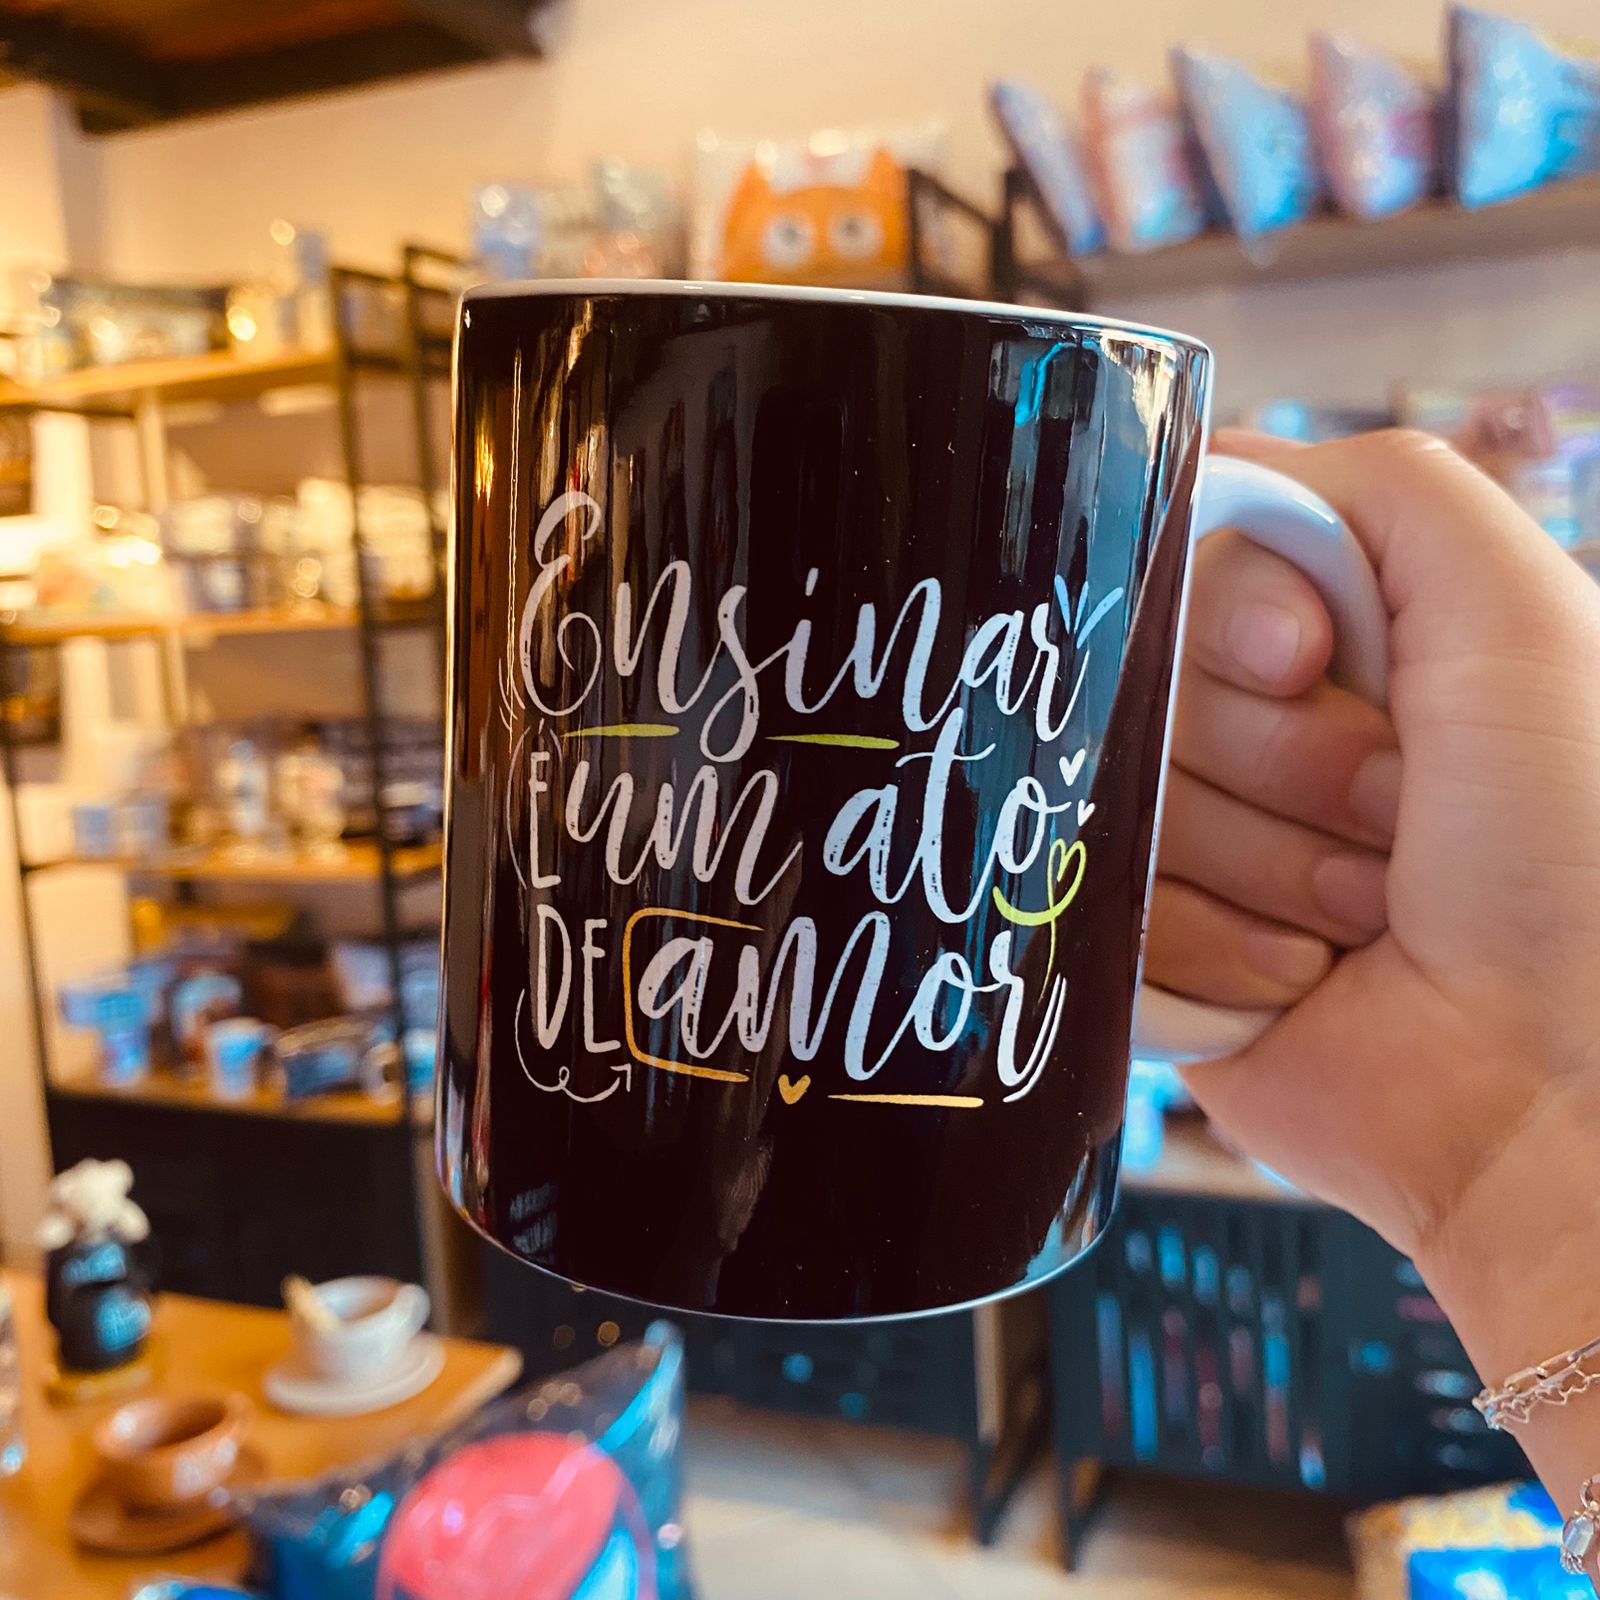 Ensinar
É um ato
DE amor